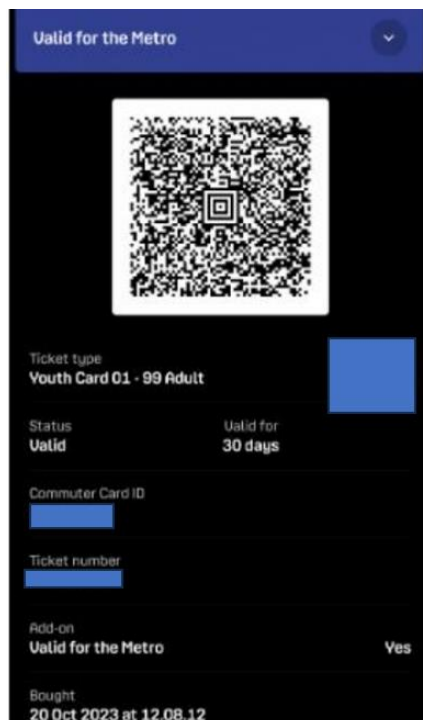 Valid for the Metro
Ticket type
Youth Card 01 - 99 Adult
Status Valid for
Valid 30 days
Commuter Card ID
Ticket number
Add-on
Valid for the Metro Yes
Bought
20 Oct 2023 at 12.08.12